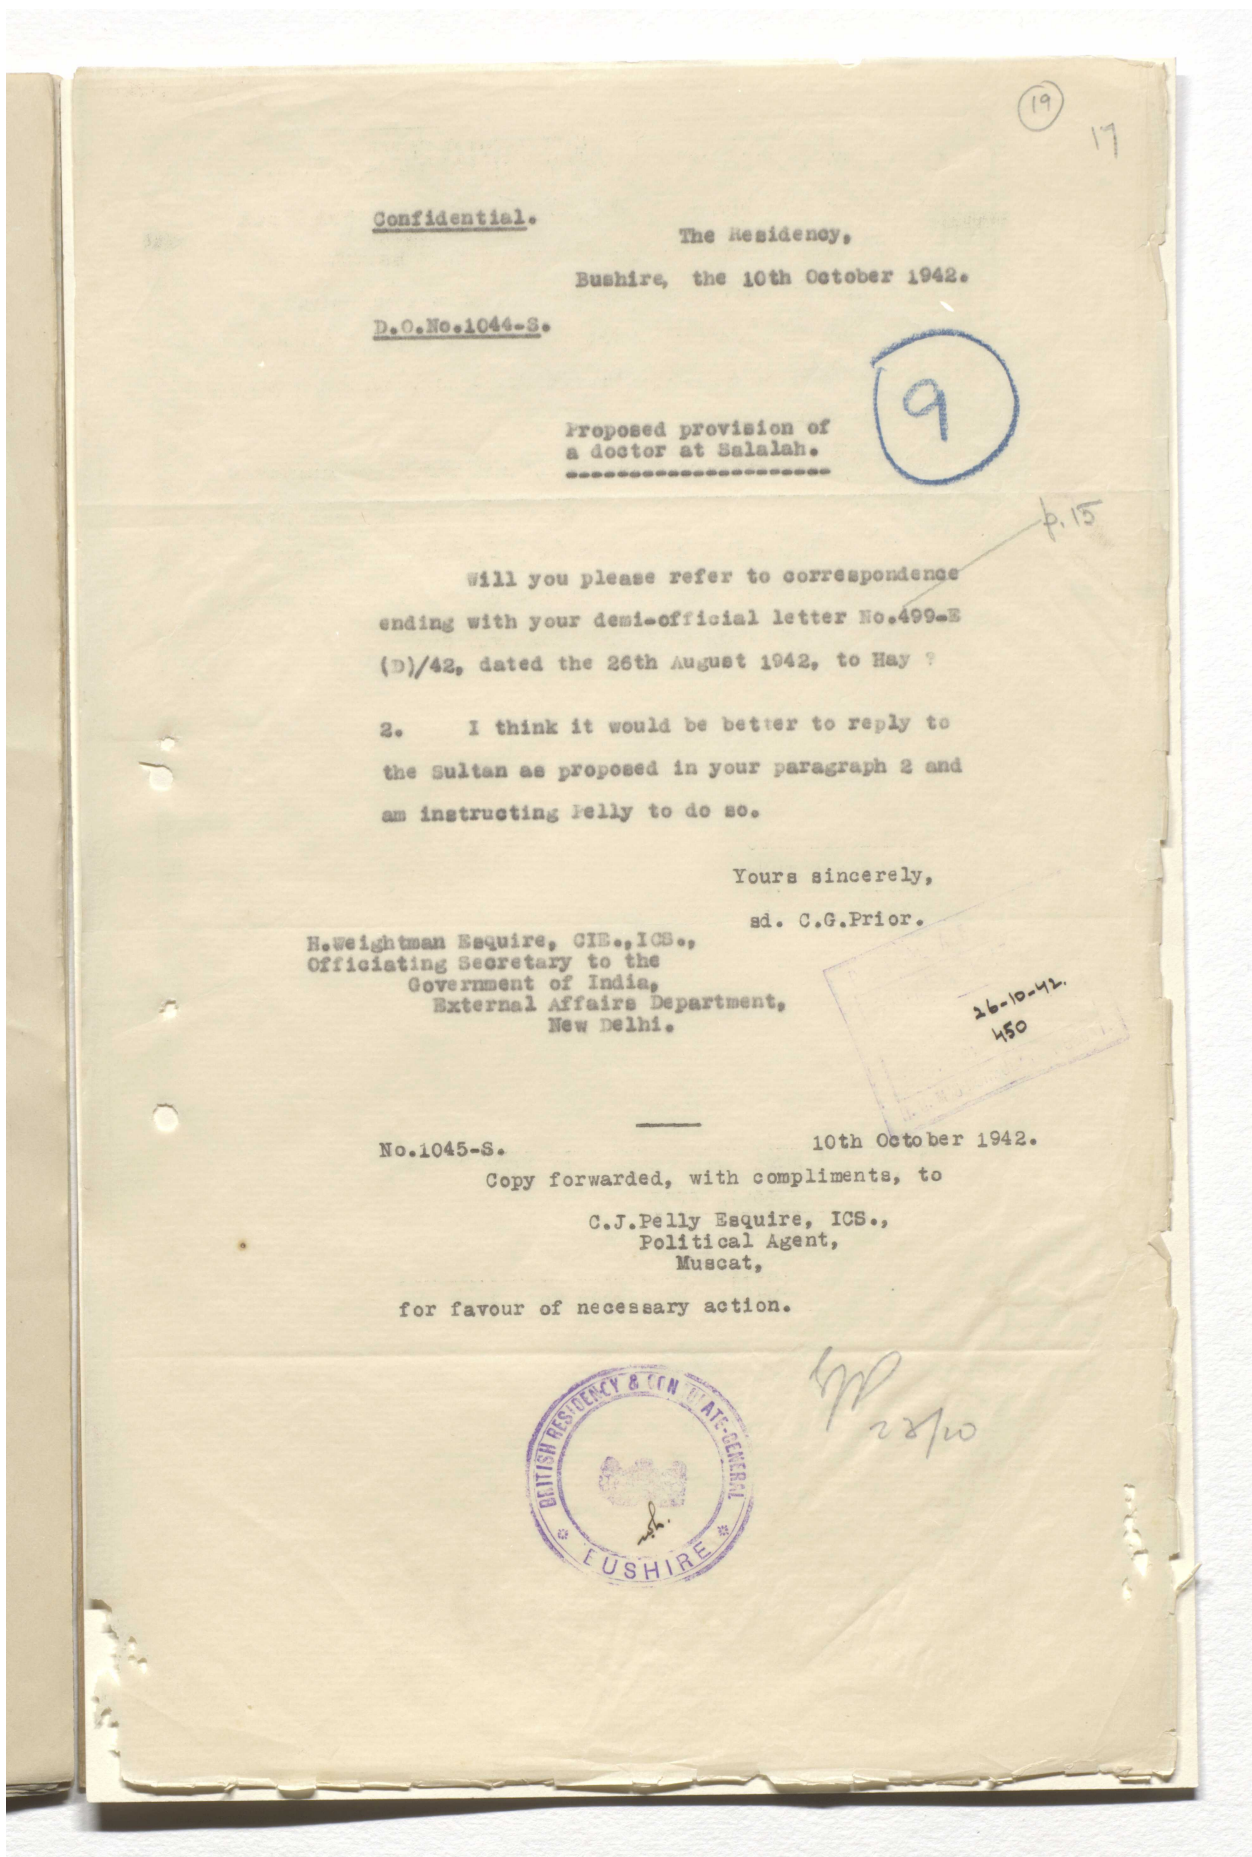 19
17
Confidential.
The Residency,
Bushire, the 10th October 1942.
D.O.No.1044-S.
9
Proposed provision of
a doctor at Salalah.
p. 15
Will you please refer to correspondence
ending with your demi-official letter No.499-E
(D)/42, dated the 26th August 1942, to Hay ?
2. I think it would be better to reply to
the Sultan as proposed in your paragraph 2 and
am instructing Pelly to do so.
Yours sincerely,
sd. C.G.Prior.
H.Weightman Esquire, CIE.,ICS.,
Officiating Secretary to the
Government of India,
External Affairs Department,
New Delhi.
26-10-42.
450
No.1045-S. 10th October 1942.
Copy forwarded, with compliments, to
C.J.Pelly Esquire, ICS.,
Political Agent,
Muscat,
for favour of necessary action.
BRITISH RESIDENCY & CONSULATE-GENERAL
BUSHIRE